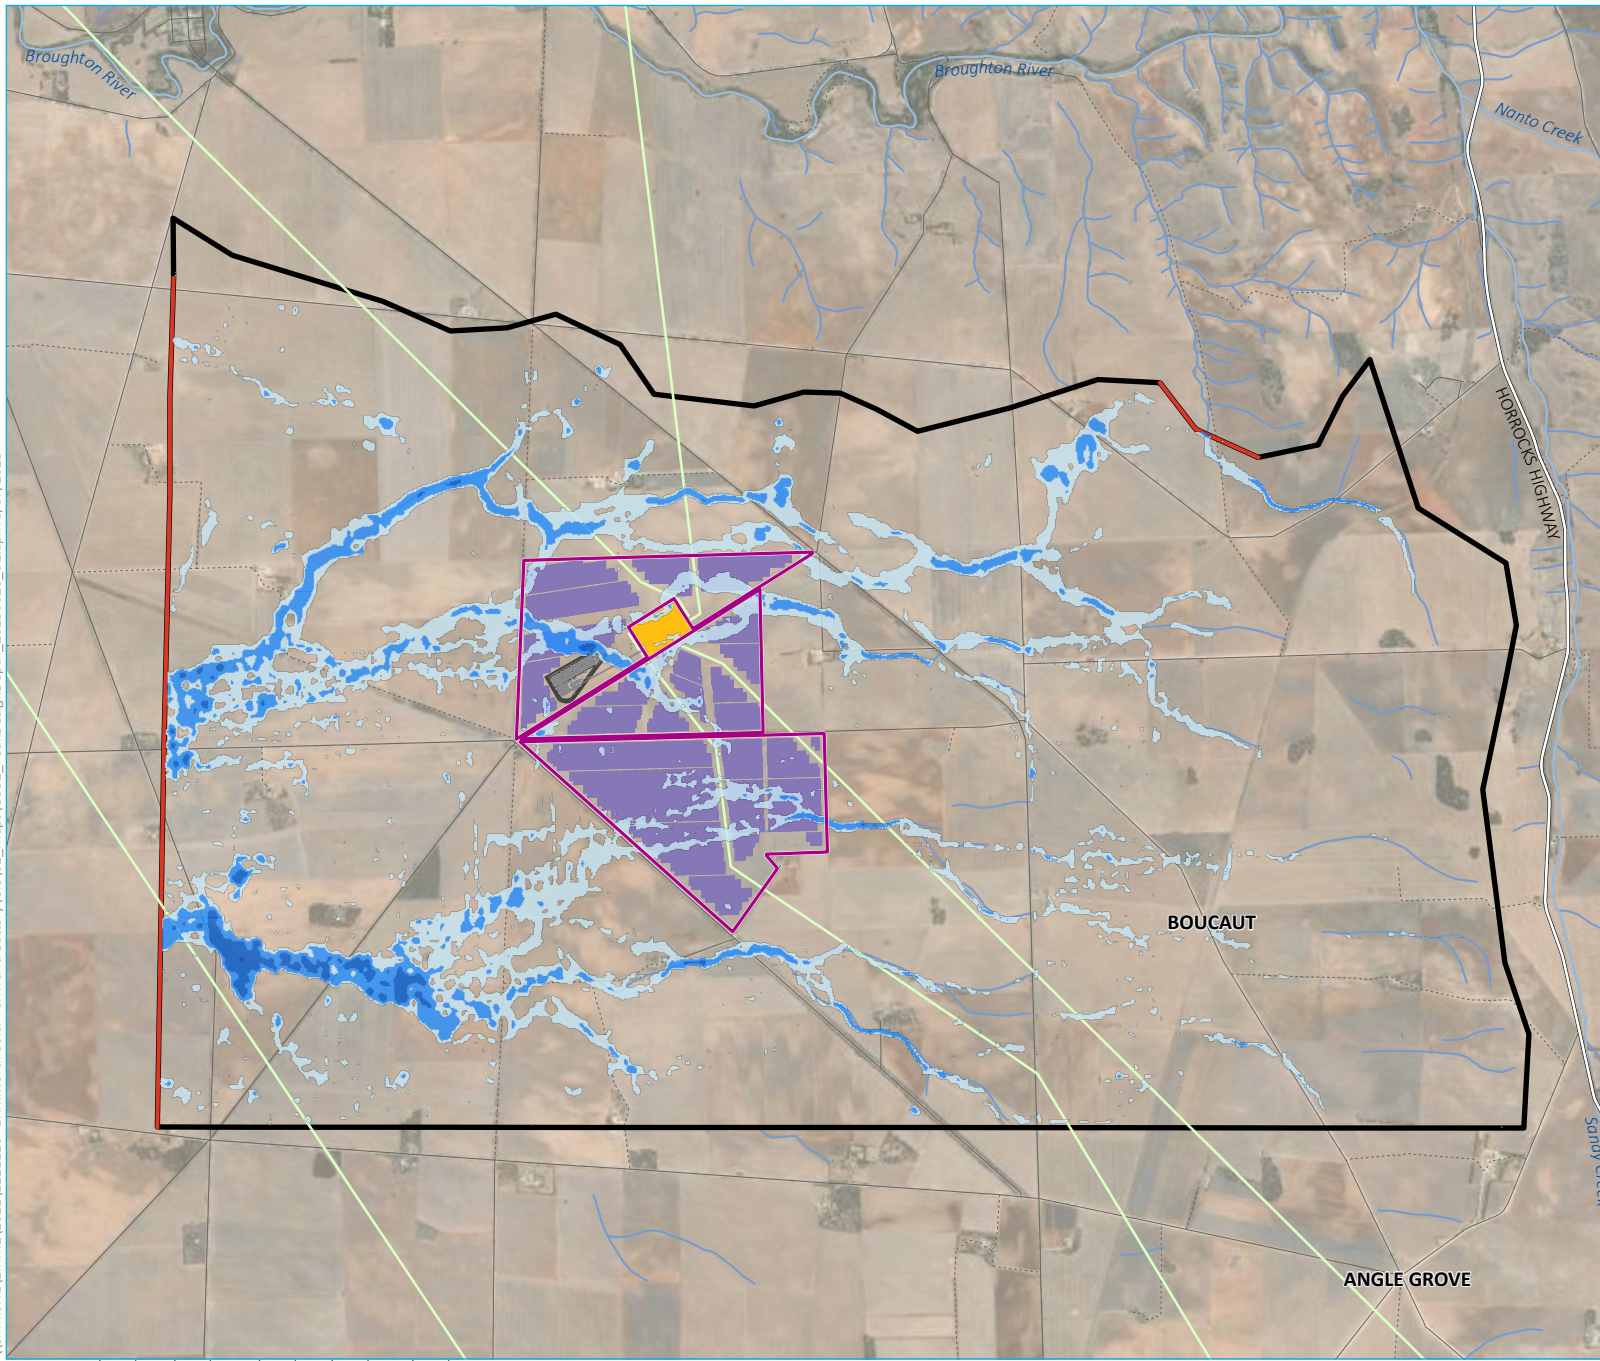 Broughton River
Broughton River
Nanto Creek
HORROCKS HIGHWAY
BOUCAUT
Sandy Creek
ANGLE GROVE